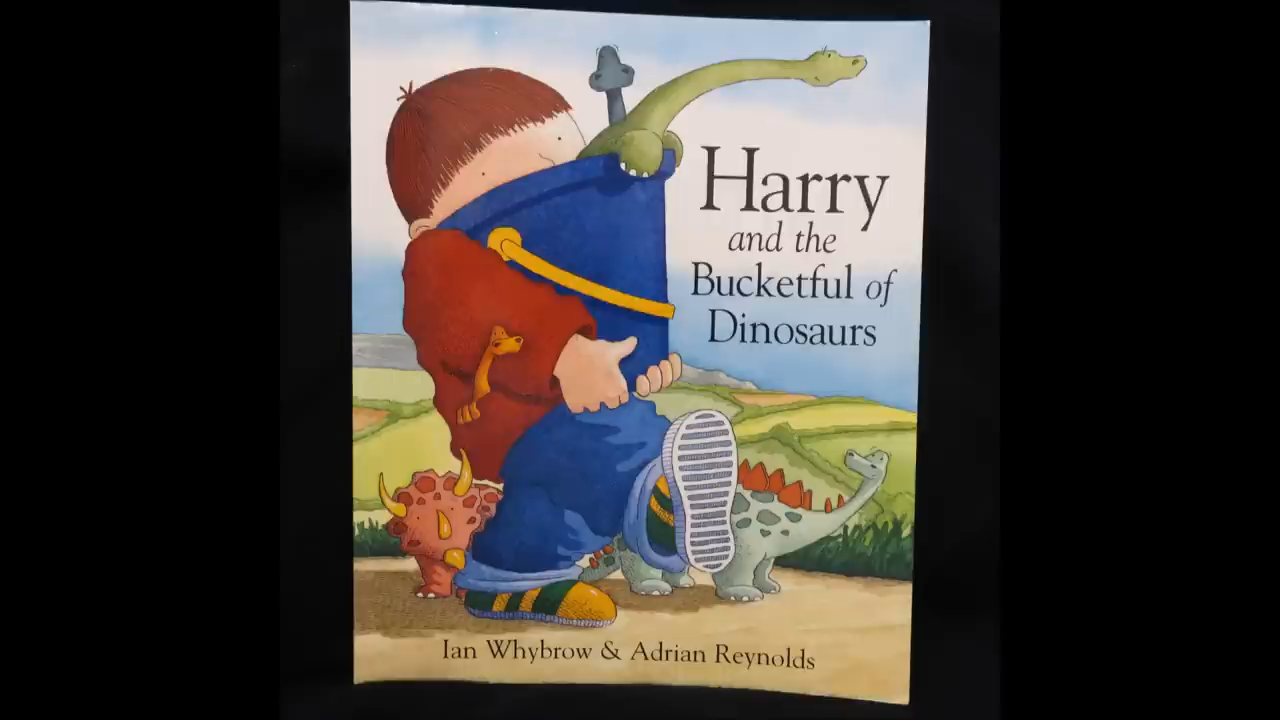 Harry
and the
Bucketful of
Dinosaurs
Ian Whybrow & Adrian Reynolds